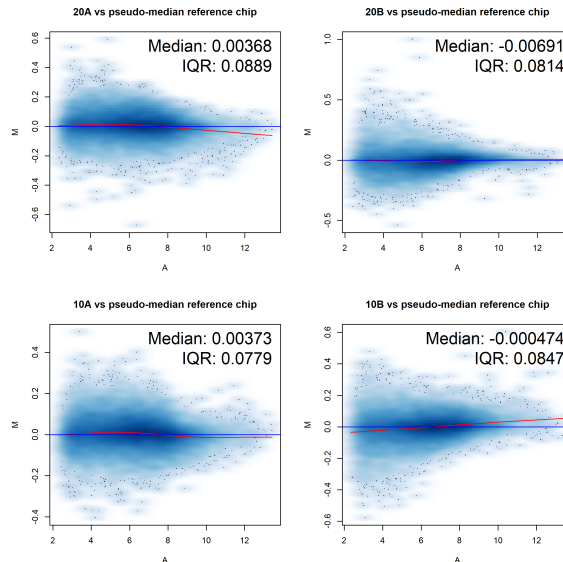 20A vs pseudo-median reference chip
Median: 0.00368
IQR: 0.0889
M
0.6
0.4
0.2
0.0
-0.2
-0.4
-0.6
2 4 6 8 10 12
A
20B vs pseudo-median reference chip
Median: -0.00691
IQR: 0.0814
M
1.0
0.5
0.0
-0.5
2 4 6 8 10 12
A
10A vs pseudo-median reference chip
Median: 0.00373
IQR: 0.0779
M
0.4
0.2
0.0
-0.2
-0.4
2 4 6 8 10 12
A
10B vs pseudo-median reference chip
Median: -0.000474
IQR: 0.0847
M
0.6
0.4
0.2
0.0
-0.2
-0.4
-0.6
2 4 6 8 10 12
A